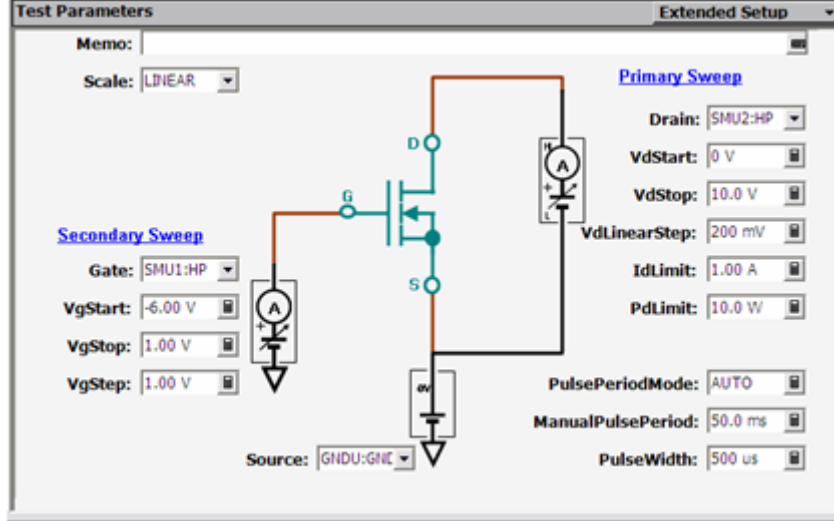 Test Parameters
Extended Setup
Memo:
Scale: LINEAR
Primary Sweep
Drain: SMU2:HP
VdStart: 0 V
VdStop: 10.0 V
VdLinearStep: 200 mV
IdLimit: 1.00 A
PdLimit: 10.0 W
D
G
S
H
A
+
L
Secondary Sweep
Gate: SMU1:HP
VgStart: -6.00 V
VgStop: 1.00 V
VgStep: 1.00 V
A
+
0V
PulsePeriodMode: AUTO
ManualPulsePeriod: 50.0 ms
PulseWidth: 500 us
Source: GNDU:GND